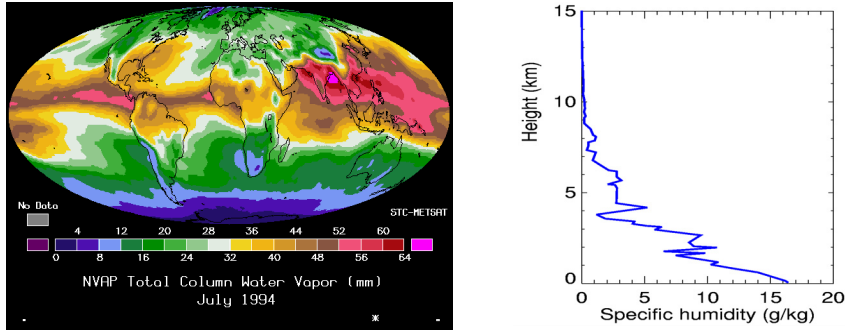 No Data
STC-METSAT
4 12 20 28 36 44 52 60
8 16 24 32 40 48 56 64
NVAP Total Column Water Vapor (mm)
July 1994
*
15
10
5
0
Height (km)
0 5 10 15 20
Specific humidity (g/kg)